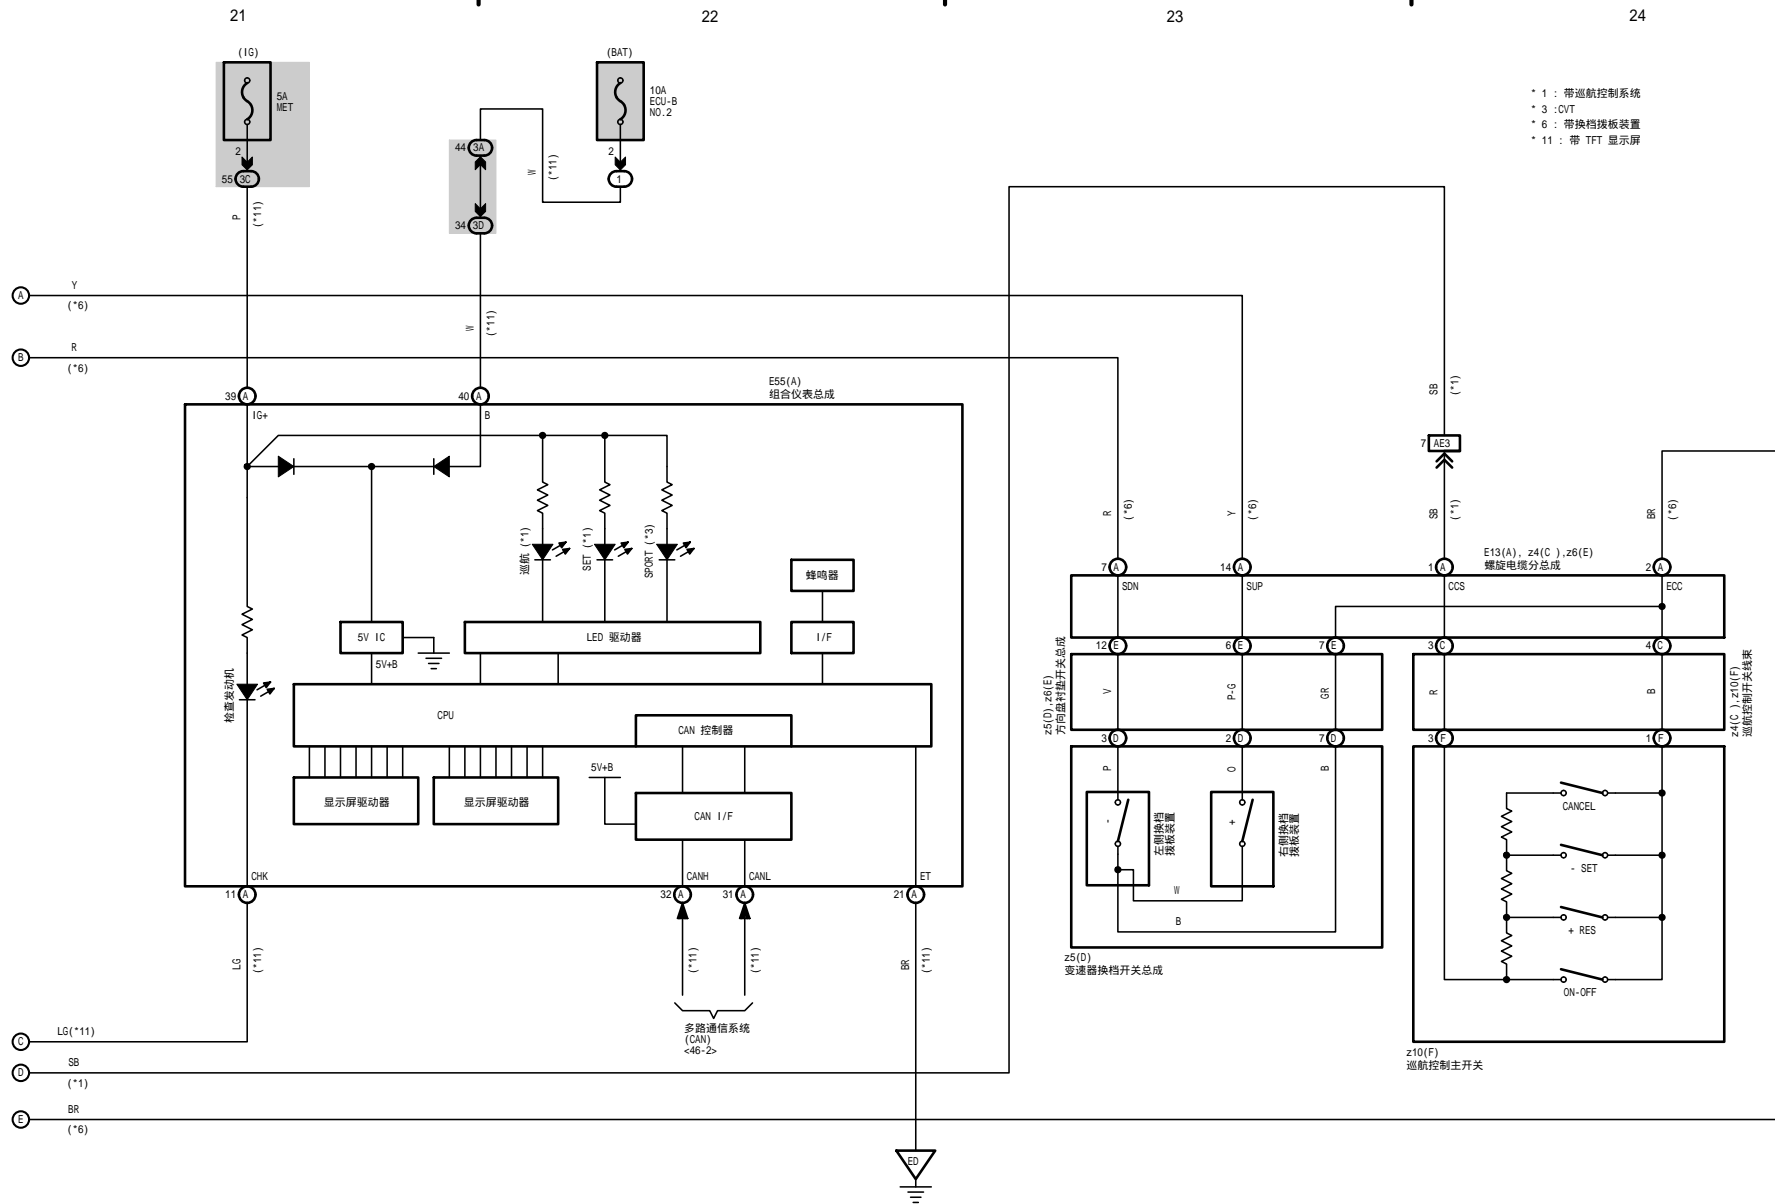 21
22
23
24
(IG)
5A
MET
2
55
3C
P
(*11)
(BAT)
10A
ECU-B
NO.2
2
1
44
3A
W
(*11)
34
3D
W
(*11)
* 1 : 带巡航控制系统
* 3 :CVT
* 6 : 带换档拨板装置
* 11 : 带 TFT 显示屏
A
Y
(*6)
B
R
(*6)
39
A
IG+
40
A
B
E55(A)
组合仪表总成
巡航 (*1)
SET (*1)
SPORT (*3)
蜂鸣器
5V IC
5V+B
LED 驱动器
I/F
检查发动机
CPU
CAN 控制器
显示屏驱动器
显示屏驱动器
5V+B
CAN I/F
CHK
11
A
CANH
32
A
CANL
31
A
ET
21
A
LG
(*11)
(*11)
(*11)
BR
(*11)
多路通信系统
(CAN)
<46-2>
C
LG(*11)
D
SB
(*1)
E
BR
(*6)
ED
SB
(*1)
7
AE3
R
(*6)
Y
(*6)
SB
(*1)
BR
(*6)
E13(A), z4(C ),z6(E)
螺旋电缆分总成
7
A
14
A
1
A
2
A
SDN
SUP
CCS
ECC
12
E
6
E
7
E
3
C
4
C
z5(D),z6(E)
方向盘衬垫开关总成
V
P-G
GR
R
B
z4(C ),z10(F)
巡航控制开关线束
3
D
2
D
7
D
3
F
1
F
P
O
B
-
左侧换档
拨板装置
+
右侧换档
拨板装置
W
B
z5(D)
变速器换档开关总成
CANCEL
- SET
+ RES
ON-OFF
z10(F)
巡航控制主开关